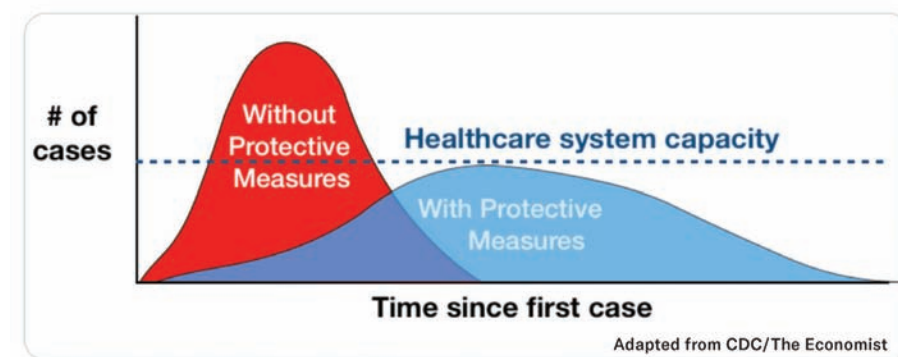 # of
cases
Without
Protective
Measures
Healthcare system capacity
With Protective
Measures
Time since first case
Adapted from CDC/The Economist